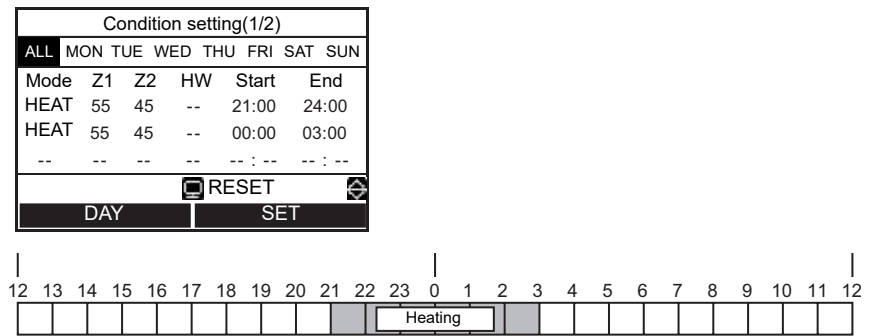 Condition setting(1/2)
ALL MON TUE WED THU FRI SAT SUN
Mode Z1 Z2 HW Start End
HEAT 55 45 -- 21:00 24:00
HEAT 55 45 -- 00:00 03:00
-- -- -- -- -- : -- -- : --
RESET
DAY SET
12 13 14 15 16 17 18 19 20 21 22 23 0 1 2 3 4 5 6 7 8 9 10 11 12
Heating